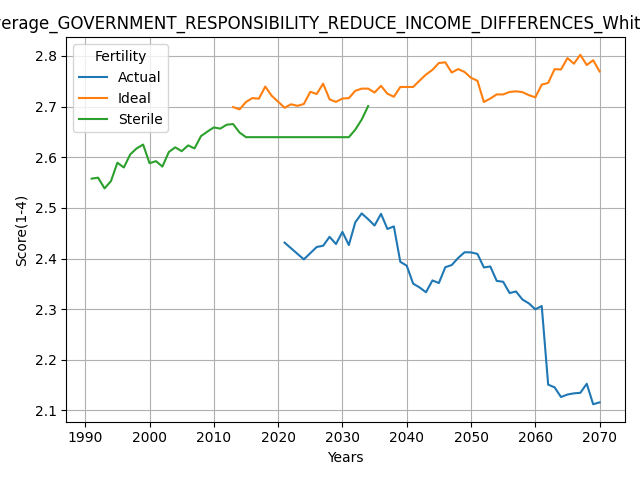 erage_GOVERNMENT_RESPONSIBILITY_REDUCE_INCOME_DIFFERENCES_Whit
Fertility
Actual
Ideal
Sterile
Score(1-4)
2.8
2.7
2.6
2.5
2.4
2.3
2.2
2.1
1990 2000 2010 2020 2030 2040 2050 2060 2070
Years